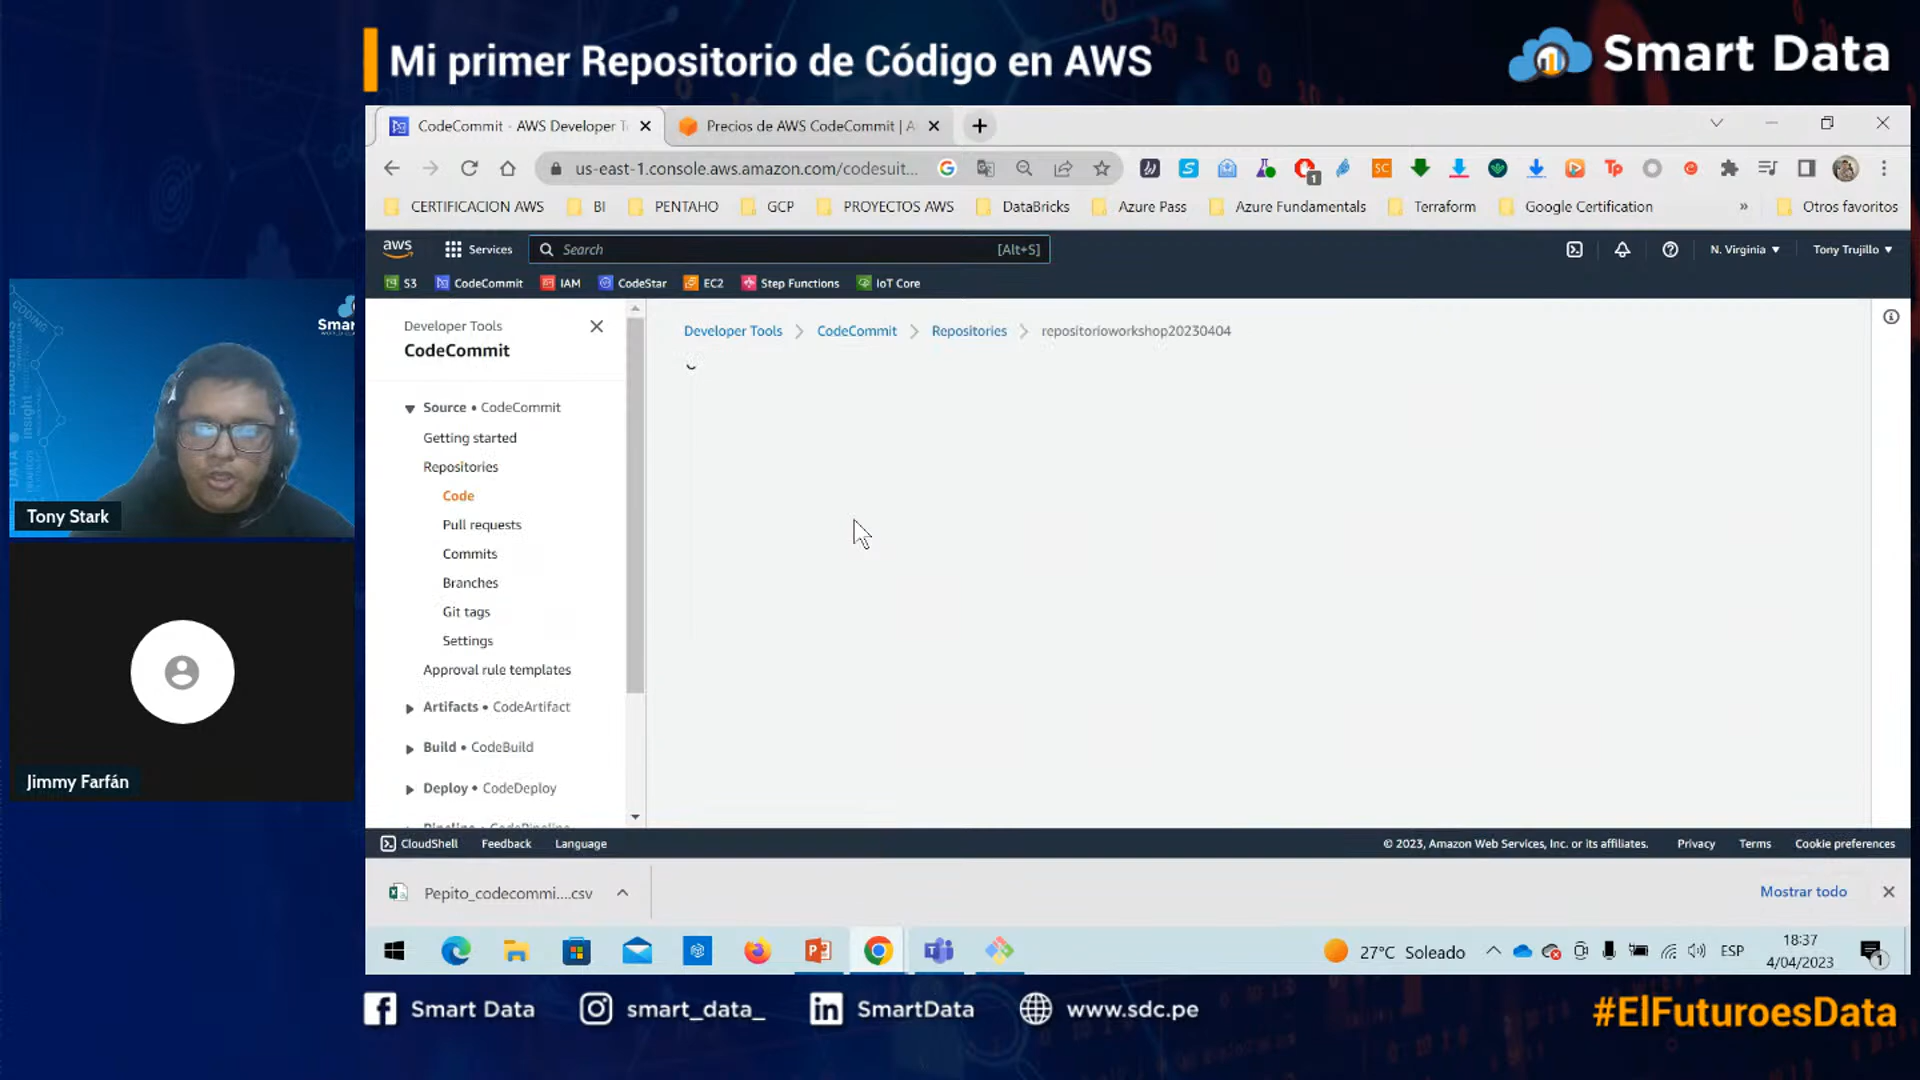 Mi primer Repositorio de Código en AWS
Smart Data
CodeCommit - AWS Developer T
Precios de AWS CodeCommit | A
us-east-1.console.aws.amazon.com/codesuit...
1
CERTIFICACION AWS
BI
PENTAHO
GCP
PROYECTOS AWS
DataBricks
Azure Pass
Azure Fundamentals
Terraform
Google Certification
»
Otros favoritos
aws
Services
Search
[Alt+S]
N. Virginia
Tony Trujillo
S3
CodeCommit
IAM
CodeStar
EC2
Step Functions
IoT Core
Developer Tools
CodeCommit
Source • CodeCommit
Getting started
Repositories
Code
Pull requests
Commits
Branches
Git tags
Settings
Approval rule templates
Artifacts • CodeArtifact
Build • CodeBuild
Deploy • CodeDeploy
Pipeline • CodePipeline
Developer Tools
CodeCommit
Repositories
repositorioworkshop20230404
CloudShell
Feedback
Language
© 2023, Amazon Web Services, Inc. or its affiliates.
Privacy
Terms
Cookie preferences
Pepito_codecommi....csv
Mostrar todo
27°C Soleado
ESP
18:37
4/04/2023
1
Tony Stark
Jimmy Farfán
Smart Data
smart_data_
SmartData
www.sdc.pe
#ElFuturoesData